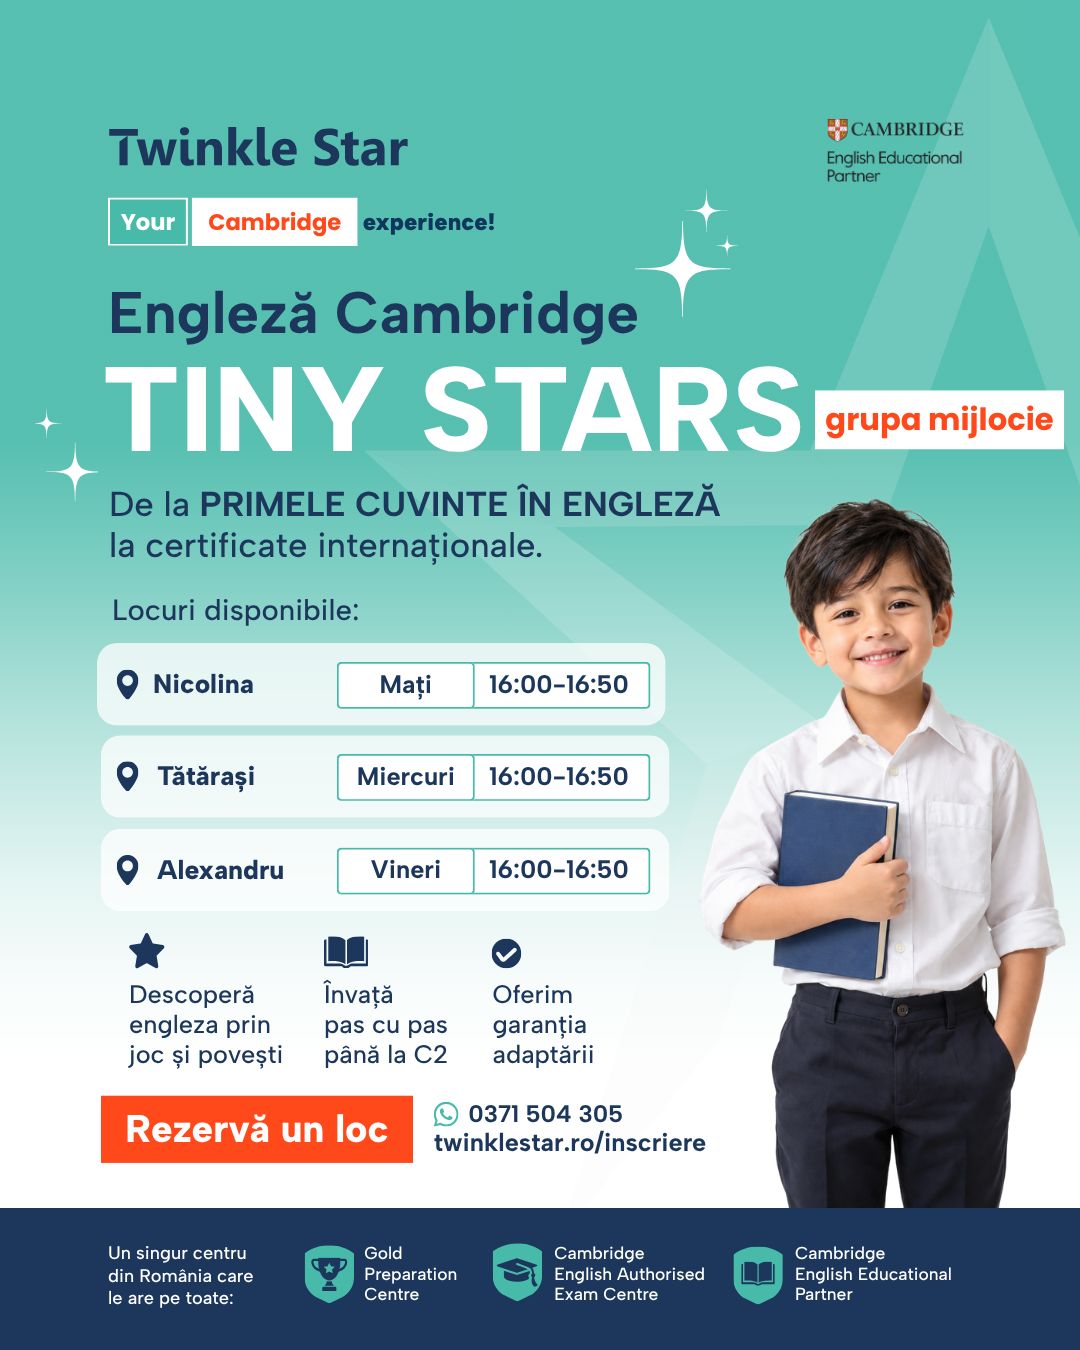 Twinkle Star
CAMBRIDGE
English Educational
Partner
Your Cambridge experience!
Engleză Cambridge
TINY STARS grupa mijlocie
De la PRIMELE CUVINTE ÎN ENGLEZĂ
la certificate internaționale.
Locuri disponibile:
Nicolina Mați 16:00-16:50
Tătărași Miercuri 16:00-16:50
Alexandru Vineri 16:00-16:50
Descoperă
engleza prin
joc și povești
Învață
pas cu pas
până la C2
Oferim
garanția
adaptării
Rezervă un loc
0371 504 305
twinklestar.ro/inscriere
Un singur centru
din România care
le are pe toate:
Gold
Preparation
Centre
Cambridge
English Authorised
Exam Centre
Cambridge
English Educational
Partner